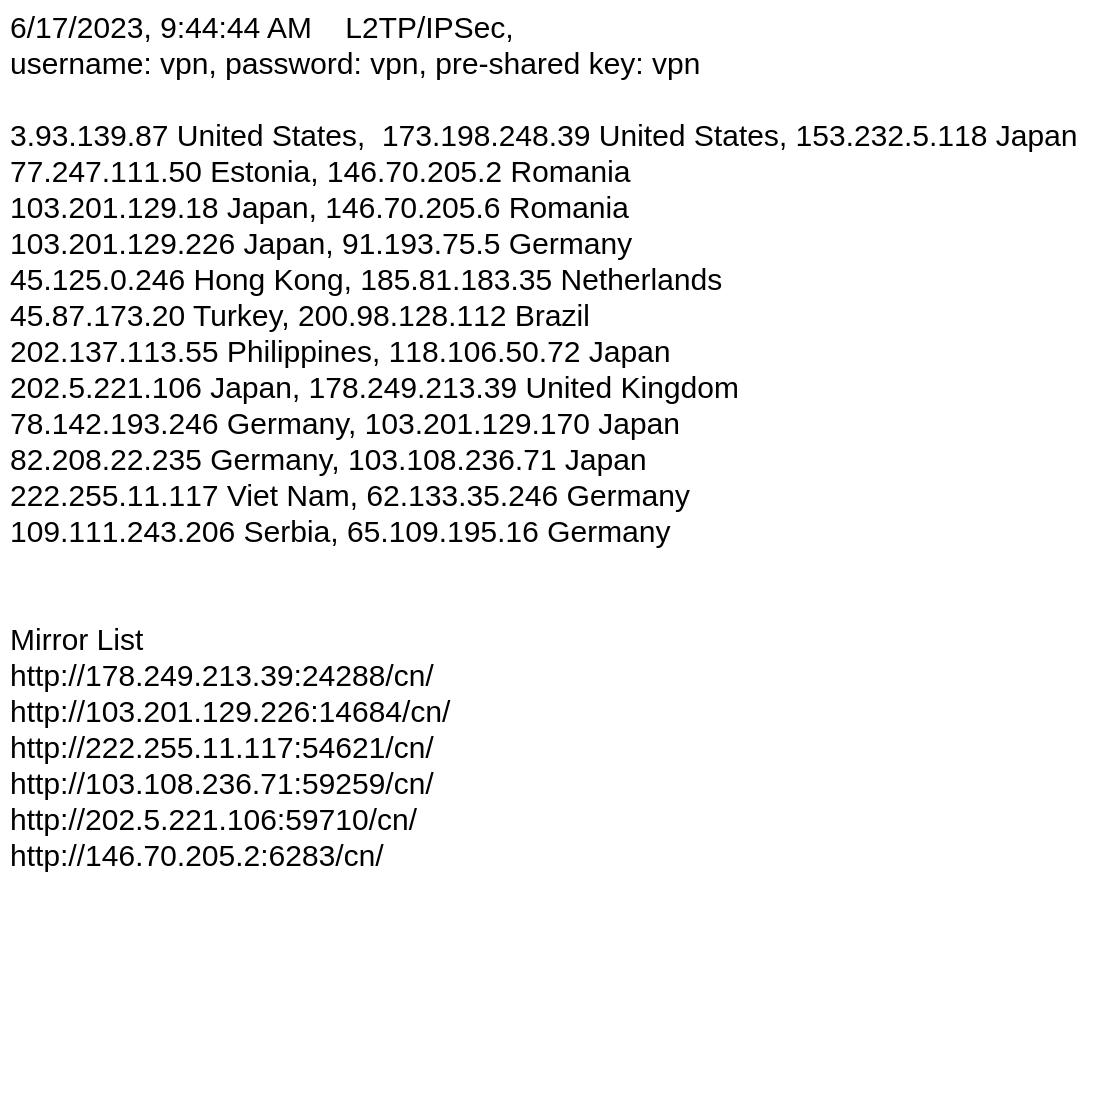 6/17/2023, 9:44:44 AM    L2TP/IPSec,
username: vpn, password: vpn, pre-shared key: vpn
3.93.139.87 United States,  173.198.248.39 United States, 153.232.5.118 Japan
77.247.111.50 Estonia, 146.70.205.2 Romania
103.201.129.18 Japan, 146.70.205.6 Romania
103.201.129.226 Japan, 91.193.75.5 Germany
45.125.0.246 Hong Kong, 185.81.183.35 Netherlands
45.87.173.20 Turkey, 200.98.128.112 Brazil
202.137.113.55 Philippines, 118.106.50.72 Japan
202.5.221.106 Japan, 178.249.213.39 United Kingdom
78.142.193.246 Germany, 103.201.129.170 Japan
82.208.22.235 Germany, 103.108.236.71 Japan
222.255.11.117 Viet Nam, 62.133.35.246 Germany
109.111.243.206 Serbia, 65.109.195.16 Germany
Mirror List
http://178.249.213.39:24288/cn/
http://103.201.129.226:14684/cn/
http://222.255.11.117:54621/cn/
http://103.108.236.71:59259/cn/
http://202.5.221.106:59710/cn/
http://146.70.205.2:6283/cn/